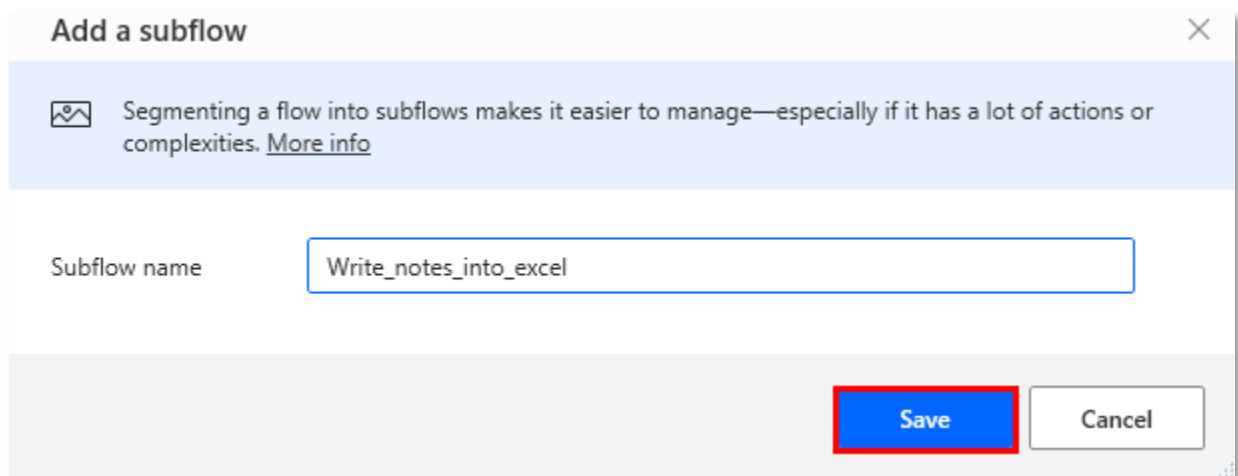 Add a subflow
Segmenting a flow into subflows makes it easier to manage—especially if it has a lot of actions or
complexities. More info
Subflow name
Write_notes_into_excel
Save
Cancel